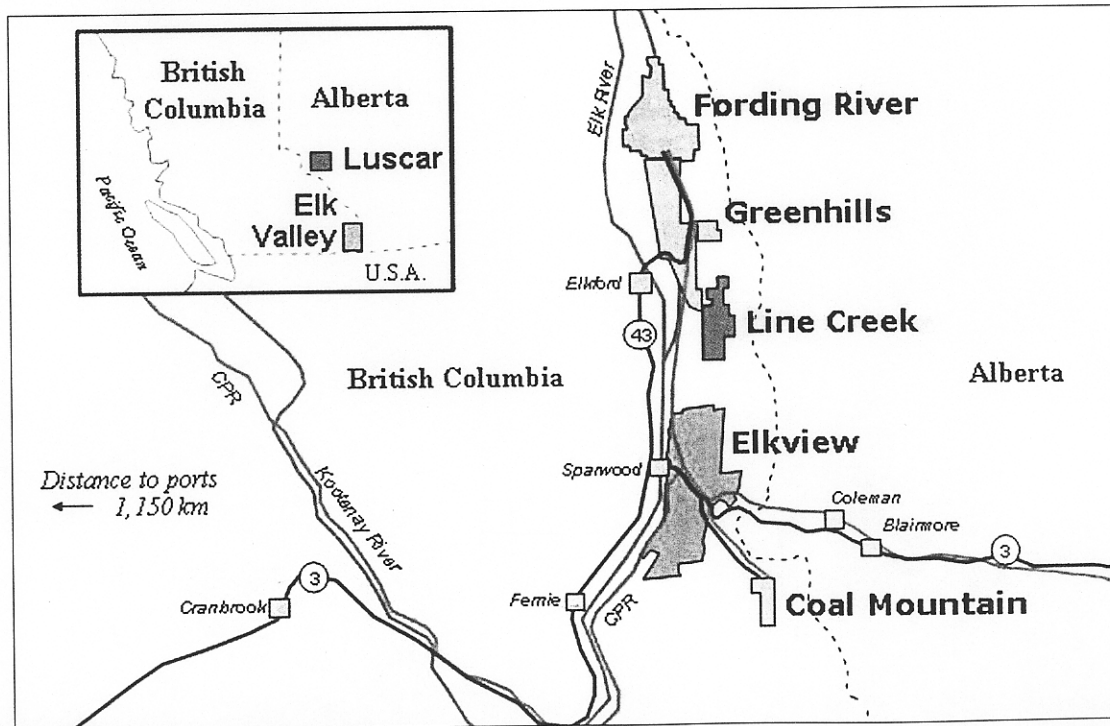 British
Columbia
Alberta
Luscar
Elk
Valley
Pacific Ocean
U.S.A.
Elk River
Fording River
Greenhills
Elkford
43
Line Creek
CPR
British Columbia
Alberta
Elkview
Sparwood
Distance to ports
1,150 km
Kootenay River
Coleman
Blairmore
3
3
Cranbrook
Fernie
CPR
Coal Mountain